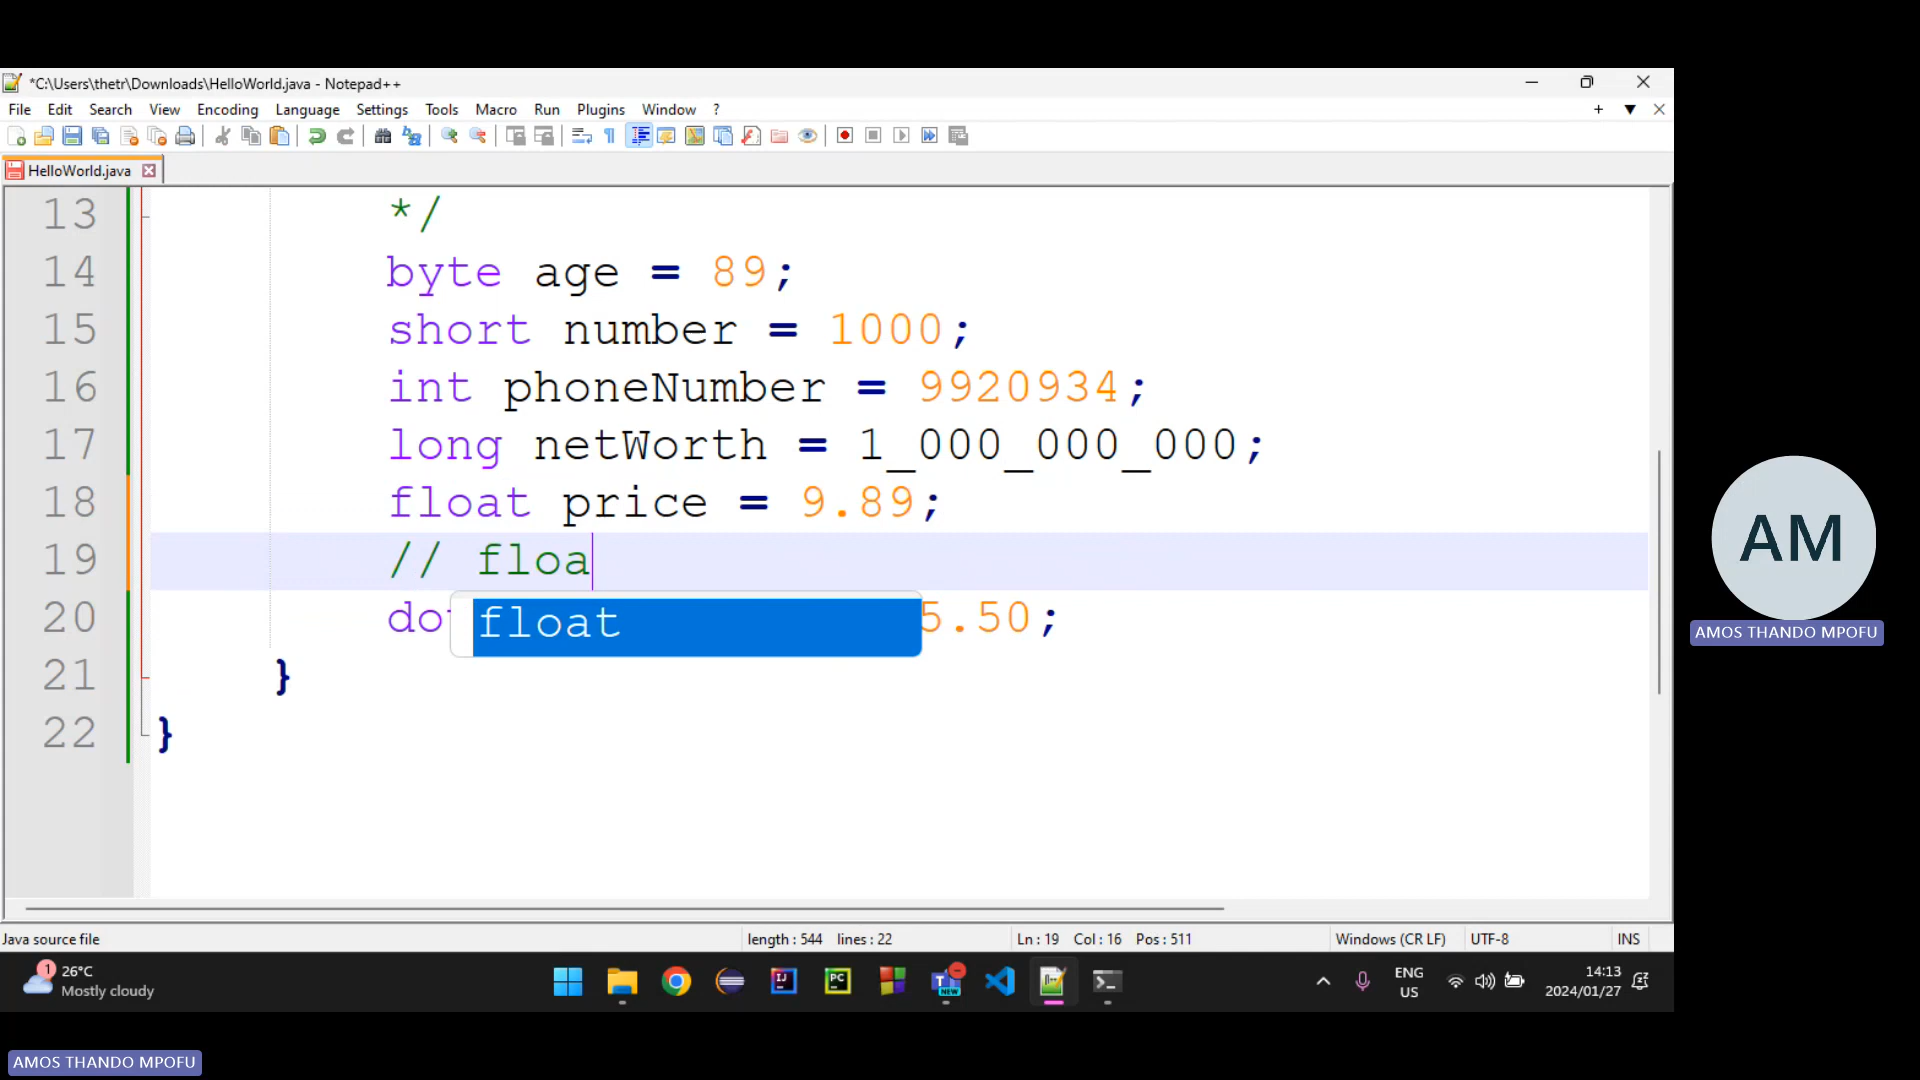 *C:\Users\thetr\Downloads\HelloWorld.java - Notepad++
File Edit Search View Encoding Language Settings Tools Macro Run Plugins Window ?
HelloWorld.java
13 */
14 byte age = 89;
15 short number = 1000;
16 int phoneNumber = 9920934;
17 long netWorth = 1_000_000_000;
18 float price = 9.89;
19 // floa
float
20 do 5.50;
21 }
22 }
AM
AMOS THANDO MPOFU
Java source file length : 544 lines : 22 Ln : 19 Col : 16 Pos : 511 Windows (CR LF) UTF-8 INS
1
26°C
Mostly cloudy
IJ
PC
NEW
ENG
US
14:13
2024/01/27
AMOS THANDO MPOFU